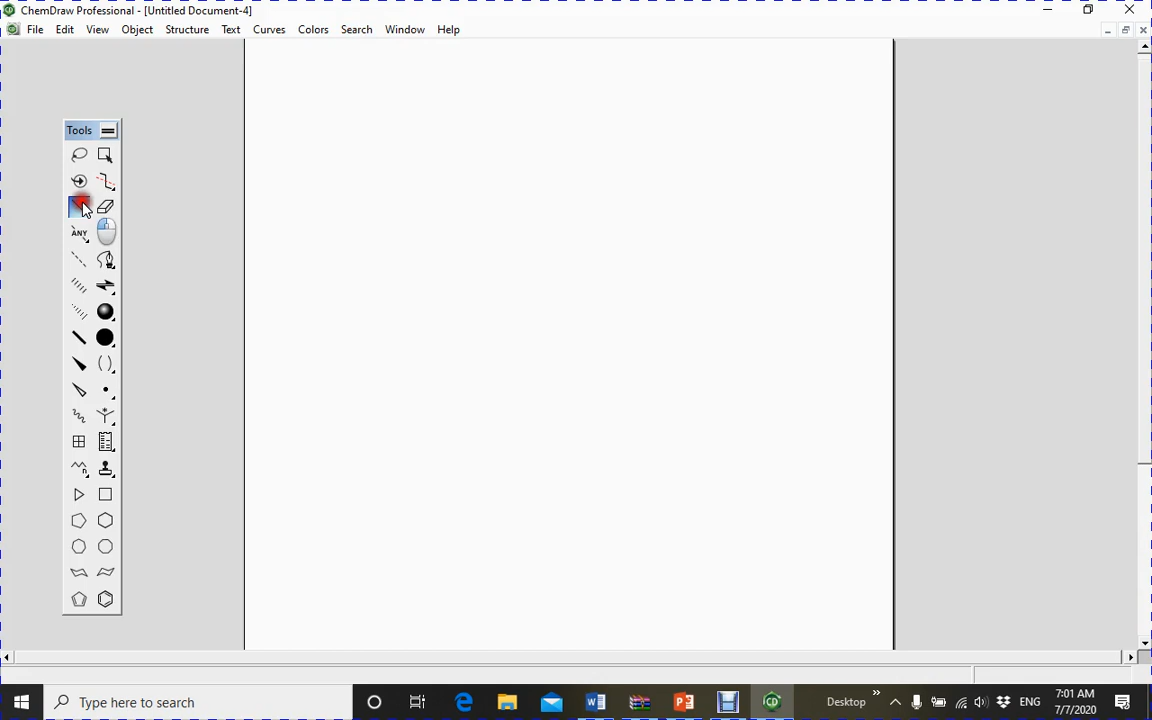 ChemDraw Professional - [Untitled Document-4]
File Edit View Object Structure Text Curves Colors Search Window Help
Tools
ANY
Type here to search
Desktop
ENG
7:01 AM
7/7/2020